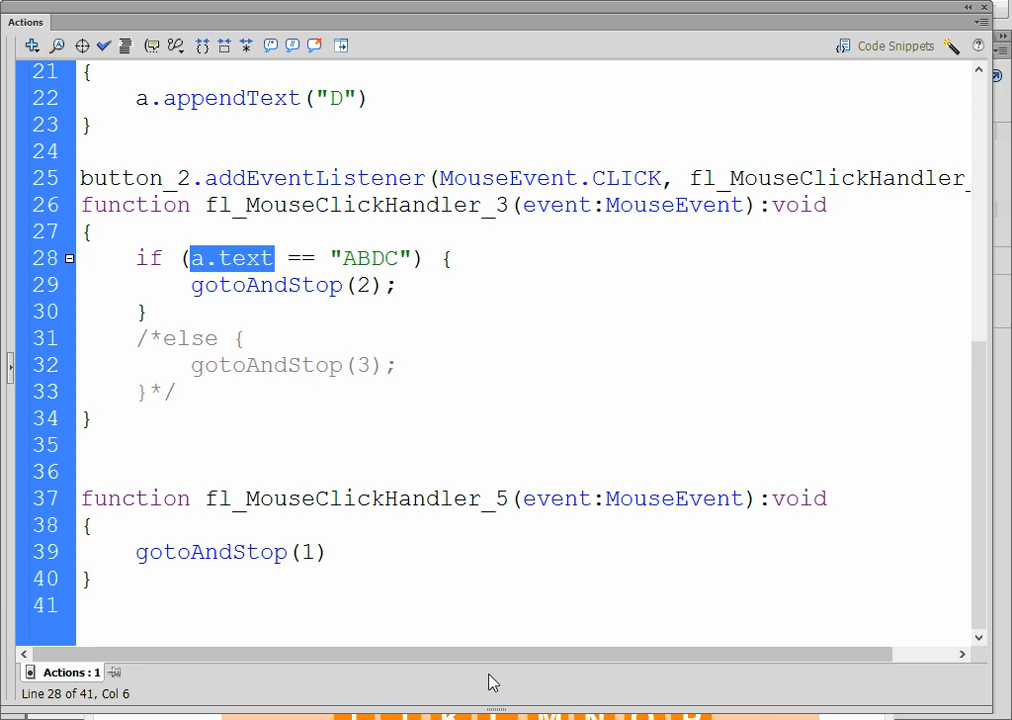 Actions
Code Snippets
21 {
22 a.appendText("D")
23 }
24
25 button_2.addEventListener(MouseEvent.CLICK, fl_MouseClickHandler_
26 function fl_MouseClickHandler_3(event:MouseEvent):void
27 {
28 if (a.text == "ABDC") {
29 gotoAndStop(2);
30 }
31 /*else {
32 gotoAndStop(3);
33 }*/
34 }
35
36
37 function fl_MouseClickHandler_5(event:MouseEvent):void
38 {
39 gotoAndStop(1)
40 }
41
Actions : 1
Line 28 of 41, Col 6